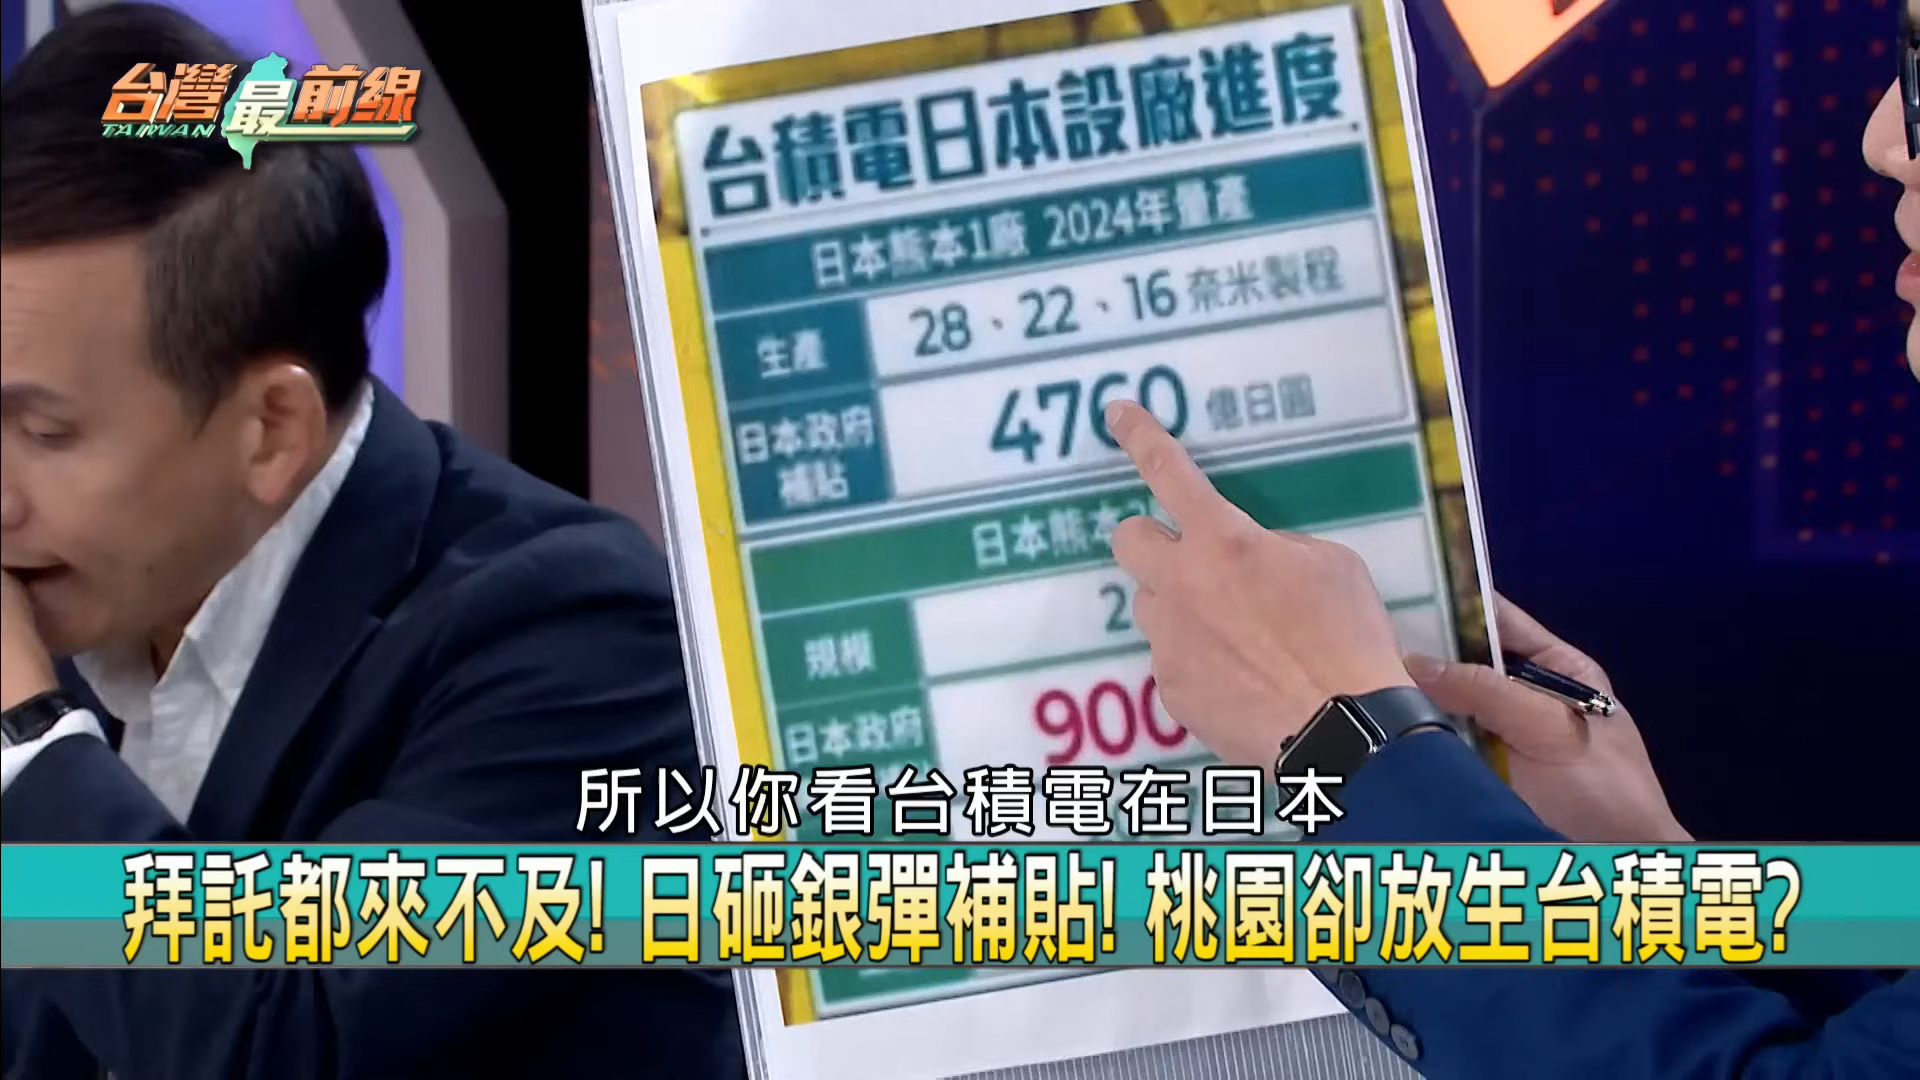 台灣最前線
TAIWAN
台積電日本設廠進度
日本熊本1廠 2024年量產
生產
28、22、16奈米製程
日本政府
補貼
4760億日圓
日本熊本
規模
2
日本政府
900
所以你看台積電在日本
拜託都來不及! 日砸銀彈補貼! 桃園卻放生台積電?